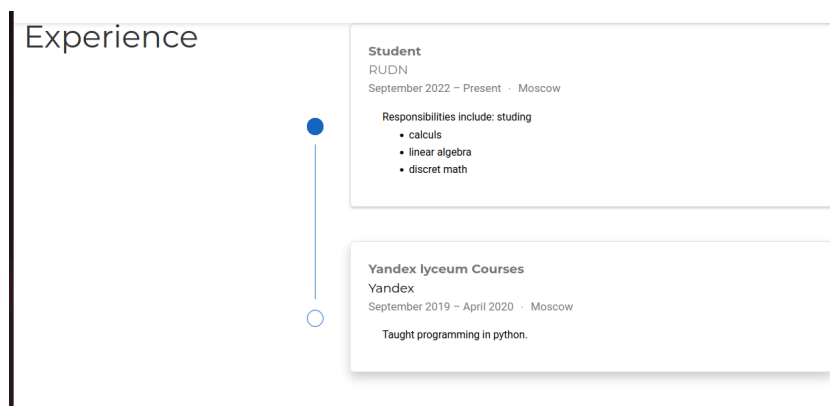 Experience
Student
RUDN
September 2022 – Present · Moscow
Responsibilities include: studing
• calculs
• linear algebra
• discret math
Yandex lyceum Courses
Yandex
September 2019 – April 2020 · Moscow
Taught programming in python.